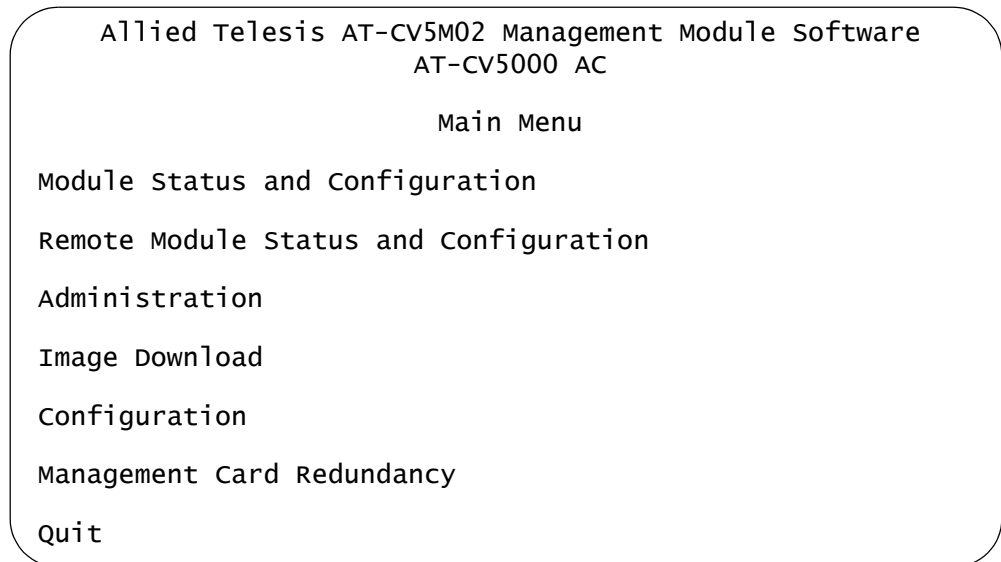 Allied Telesis AT-CV5M02 Management Module Software
AT-CV5000 AC
Main Menu
Module Status and Configuration
Remote Module Status and Configuration
Administration
Image Download
Configuration
Management Card Redundancy
Quit